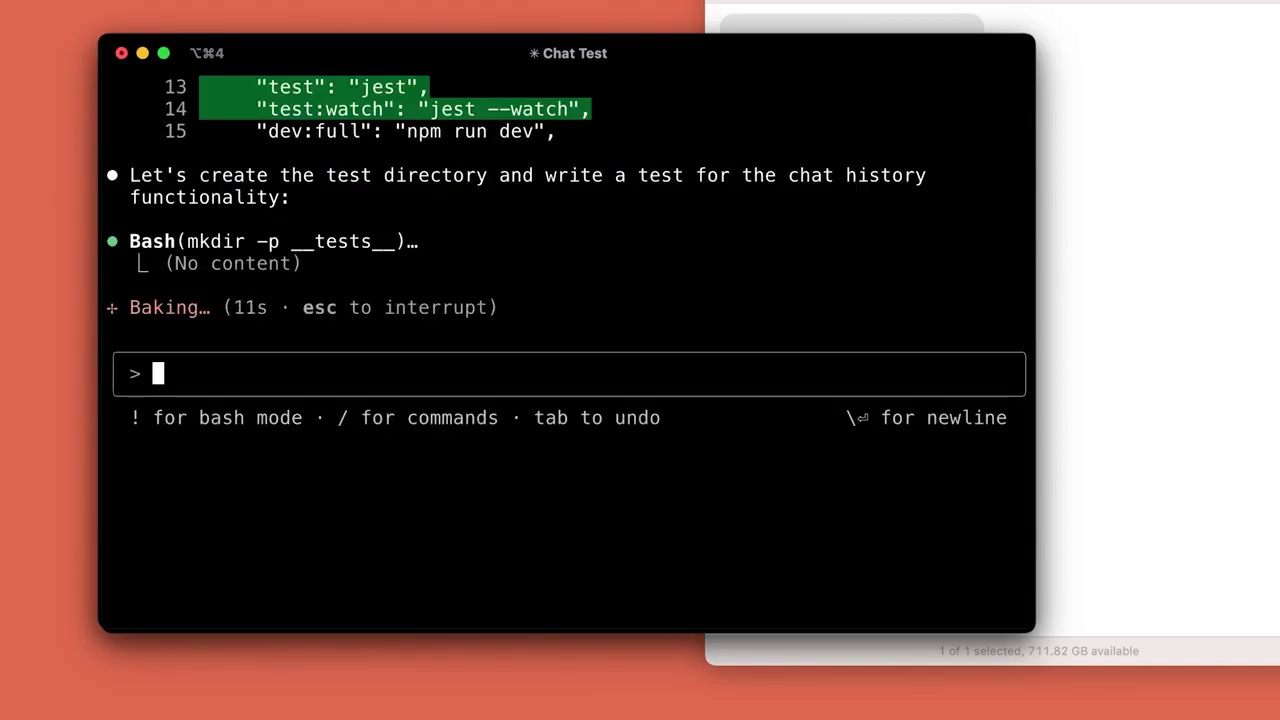 ⌥⌘4
✳ Chat Test
13 "test": "jest",
14 "test:watch": "jest --watch",
15 "dev:full": "npm run dev",
● Let's create the test directory and write a test for the chat history
functionality:
● Bash(mkdir -p __tests__)…
⎿ (No content)
✢ Baking… (11s · esc to interrupt)
>
! for bash mode · / for commands · tab to undo
\⏎ for newline
1 of 1 selected, 711.82 GB available